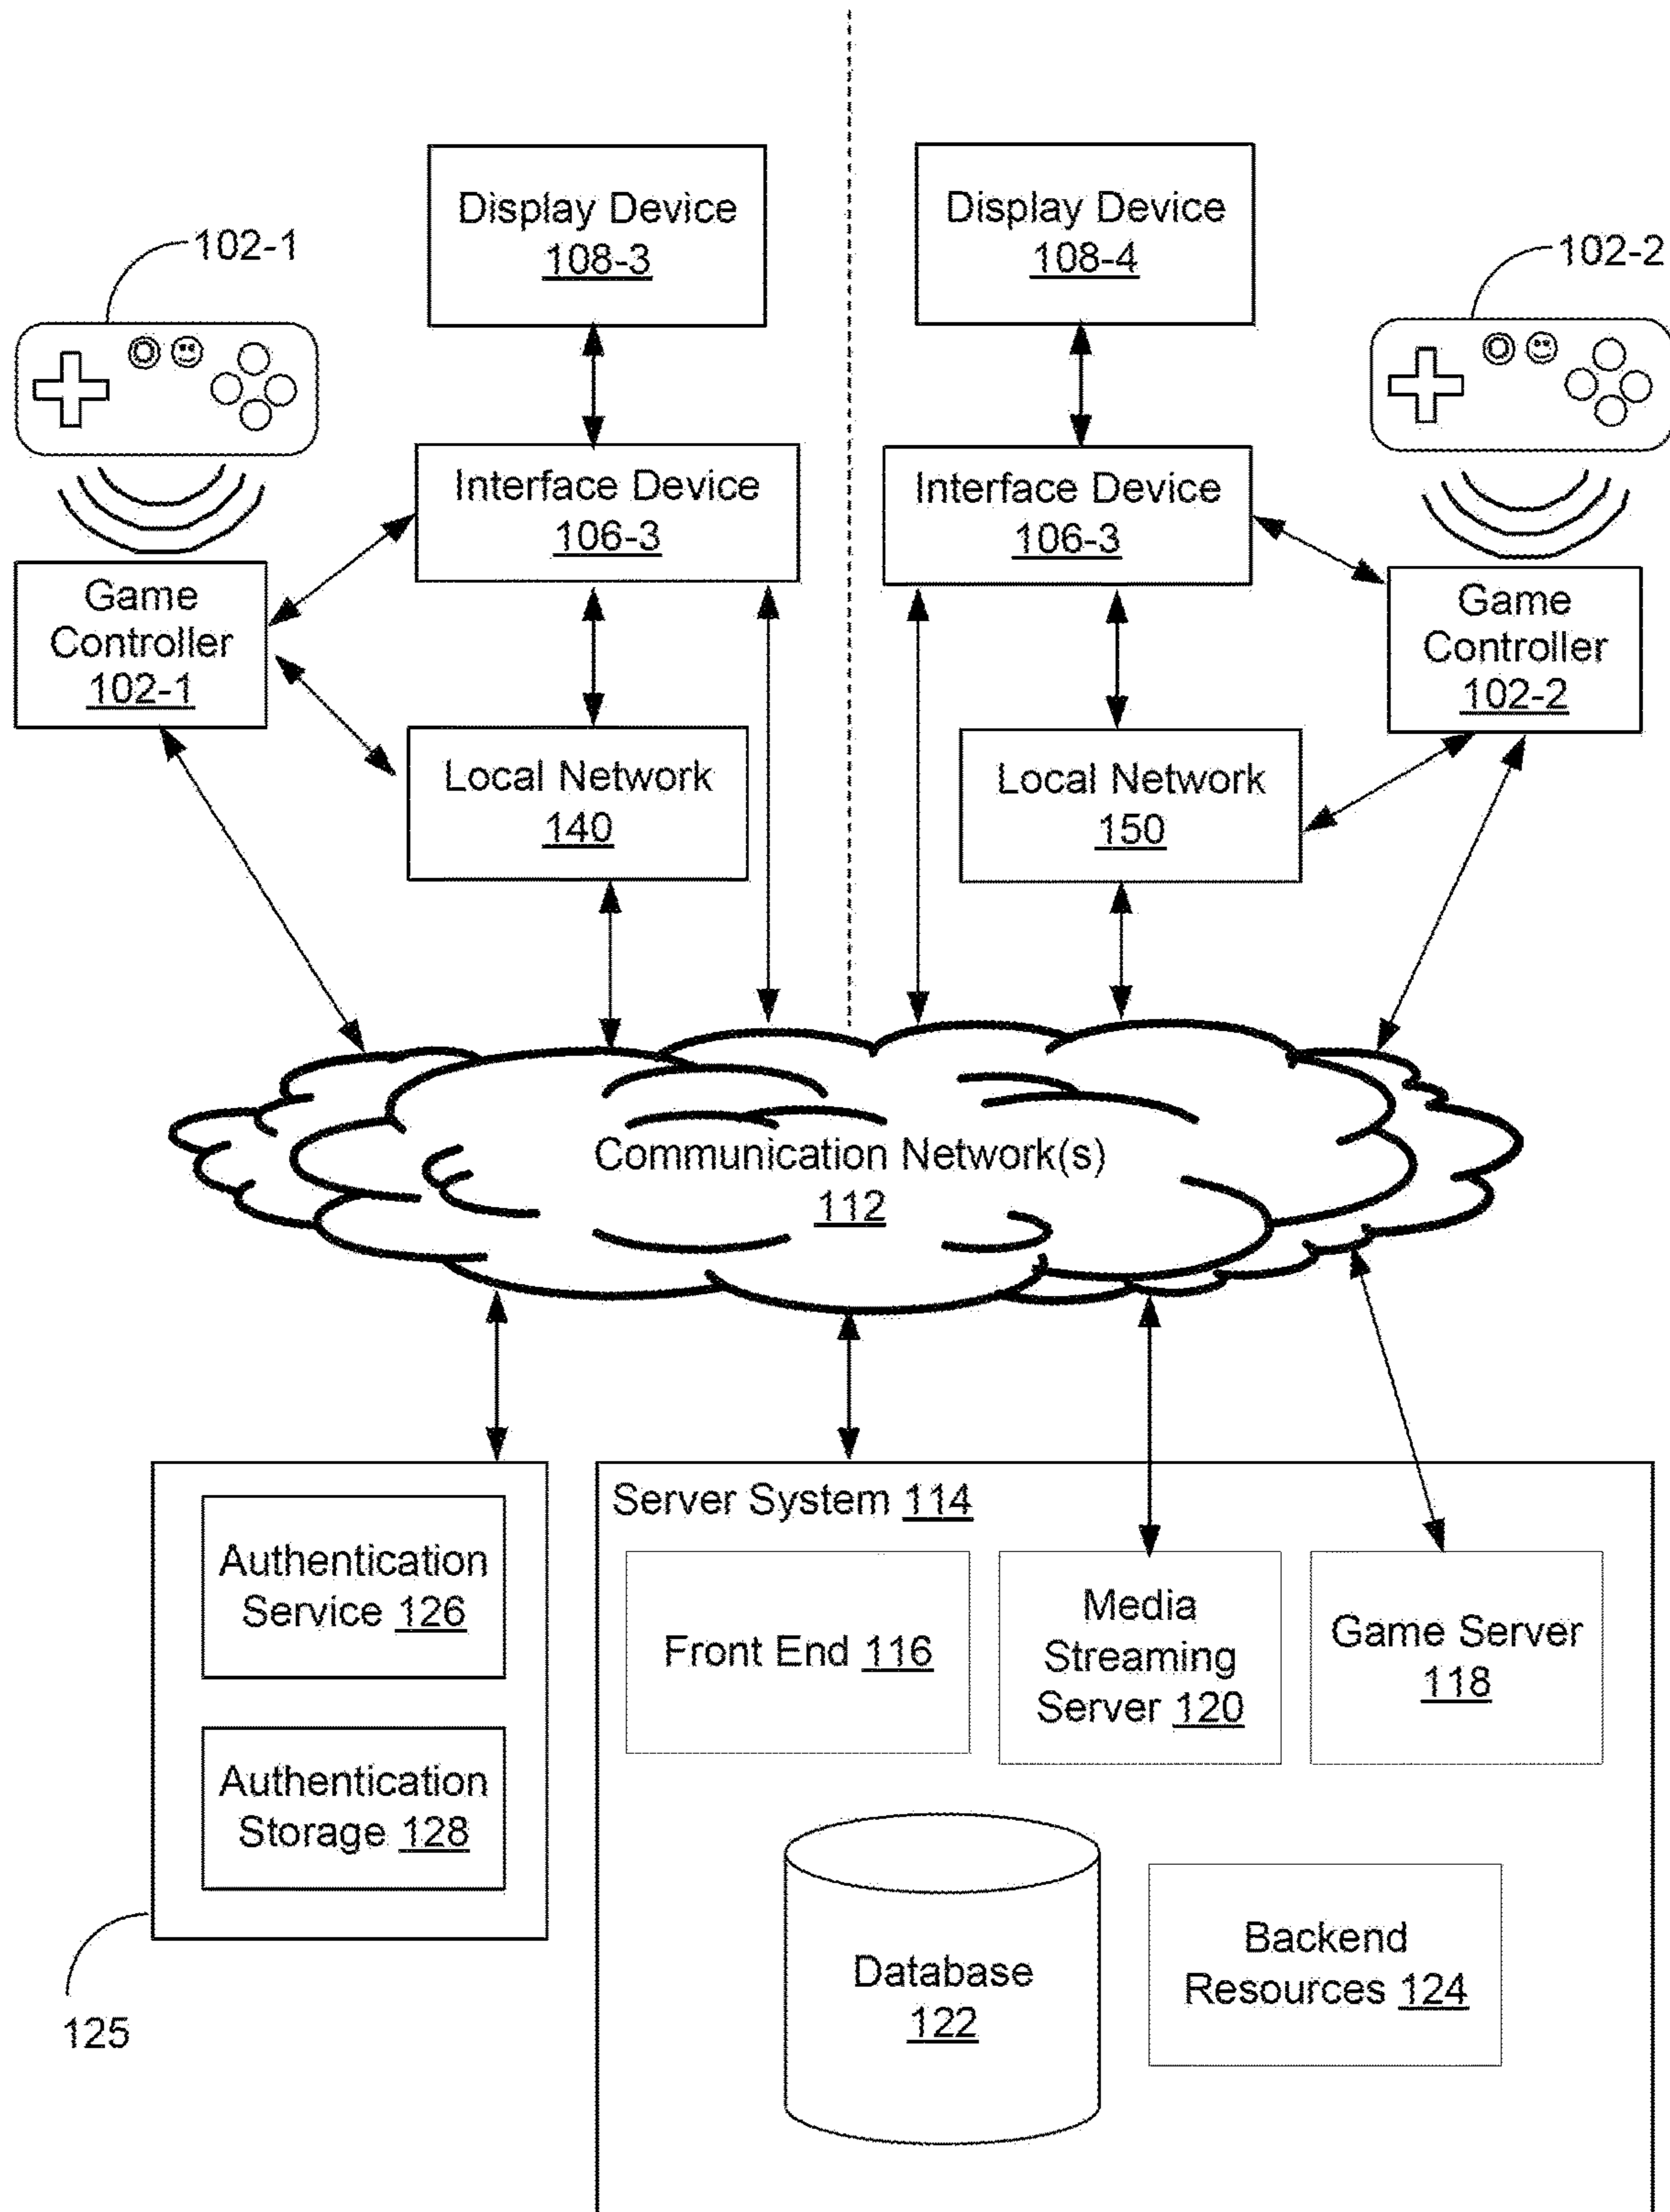 Display Device
108-3
Display Device
108-4
102-1
102-2
Interface Device
106-3
Interface Device
106-3
Game
Controller
102-1
Game
Controller
102-2
Local Network
140
Local Network
150
Communication Network(s)
112
Server System 114
Authentication
Service 126
Authentication
Storage 128
125
Front End 116
Media
Streaming
Server 120
Game Server
118
Database
122
Backend
Resources 124